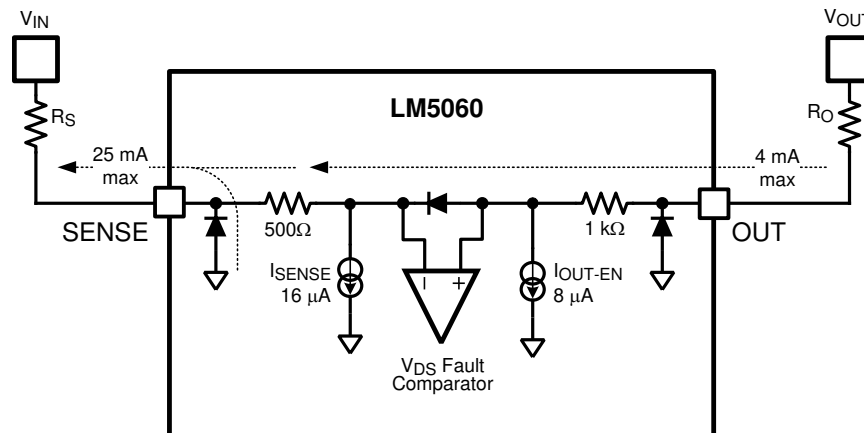 VIN
VOUT
LM5060
RS
RO
25 mA
max
4 mA
max
SENSE
500Ω
1 kΩ
OUT
ISENSE
16 µA
− +
IOUT-EN
8 µA
VDS Fault
Comparator